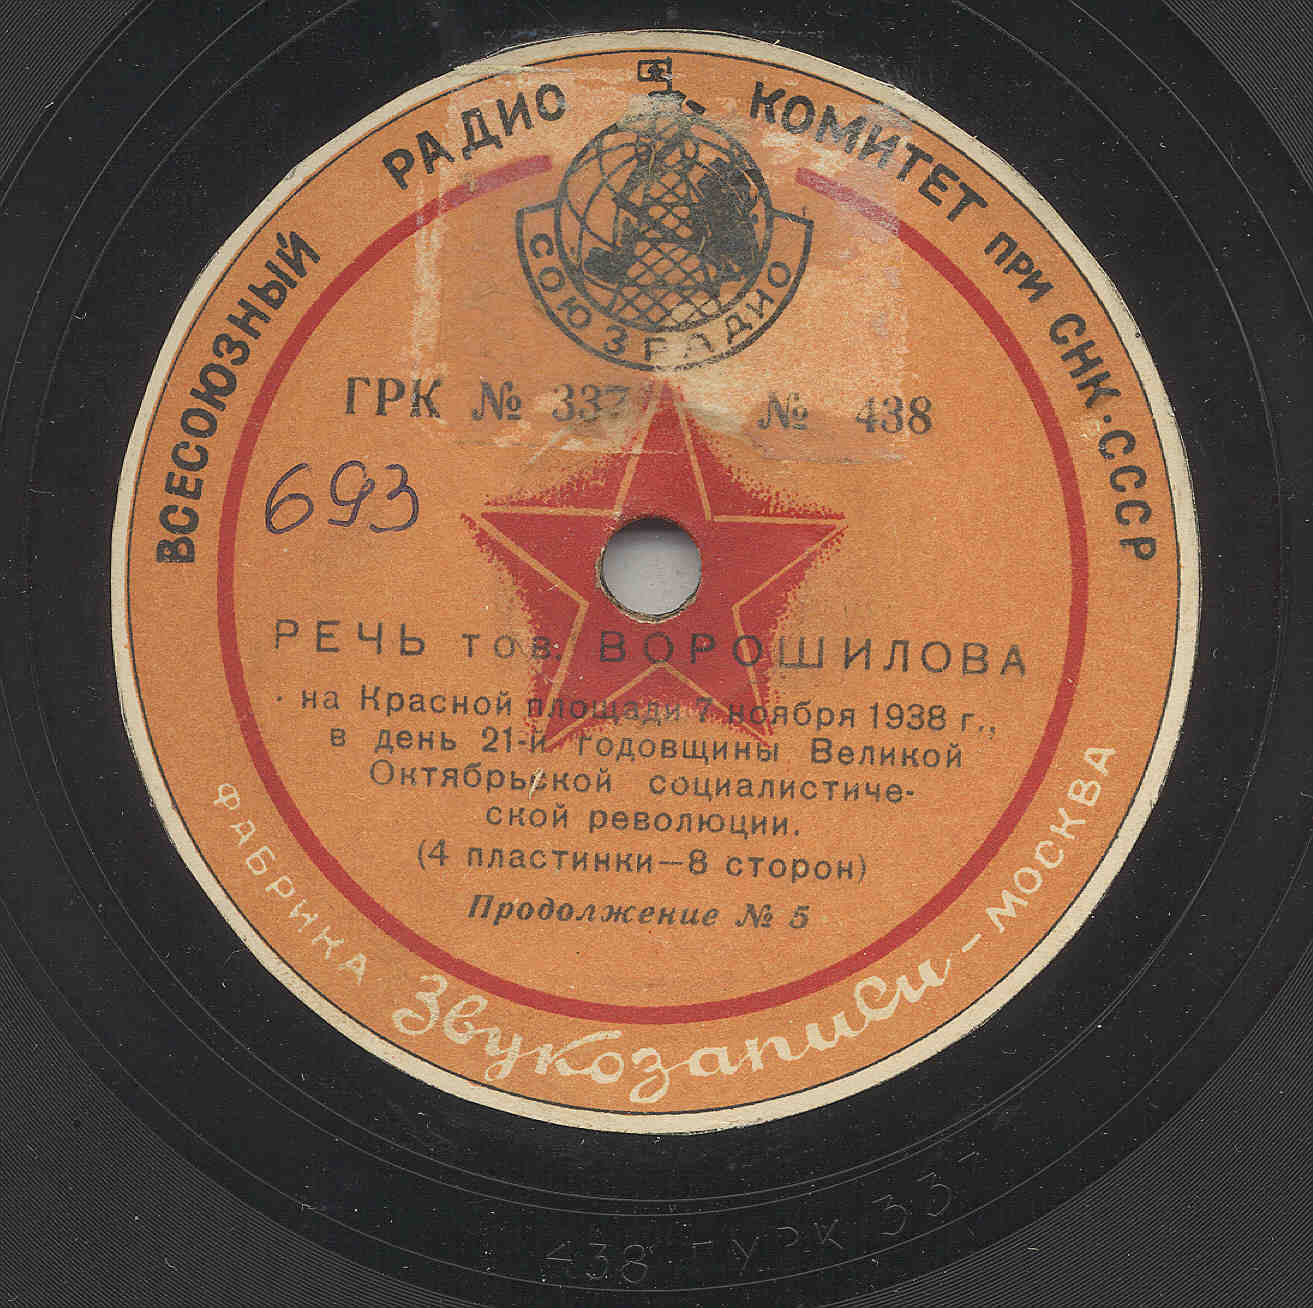 ВСЕСОЮЗНЫЙ РАДИО КОМИТЕТ ПРИ СНК·СССР
СОЮЗРАДИО
ГРК № 337 № 438
693
РЕЧЬ тов. ВОРОШИЛОВА
на Красной площади 7 ноября 1938 г.,
в день 21-й годовщины Великой
Октябрьской социалистиче-
ской революции.
(4 пластинки—8 сторон)
Продолжение № 5
ФАБРИКА Звукозаписи – МОСКВА
438